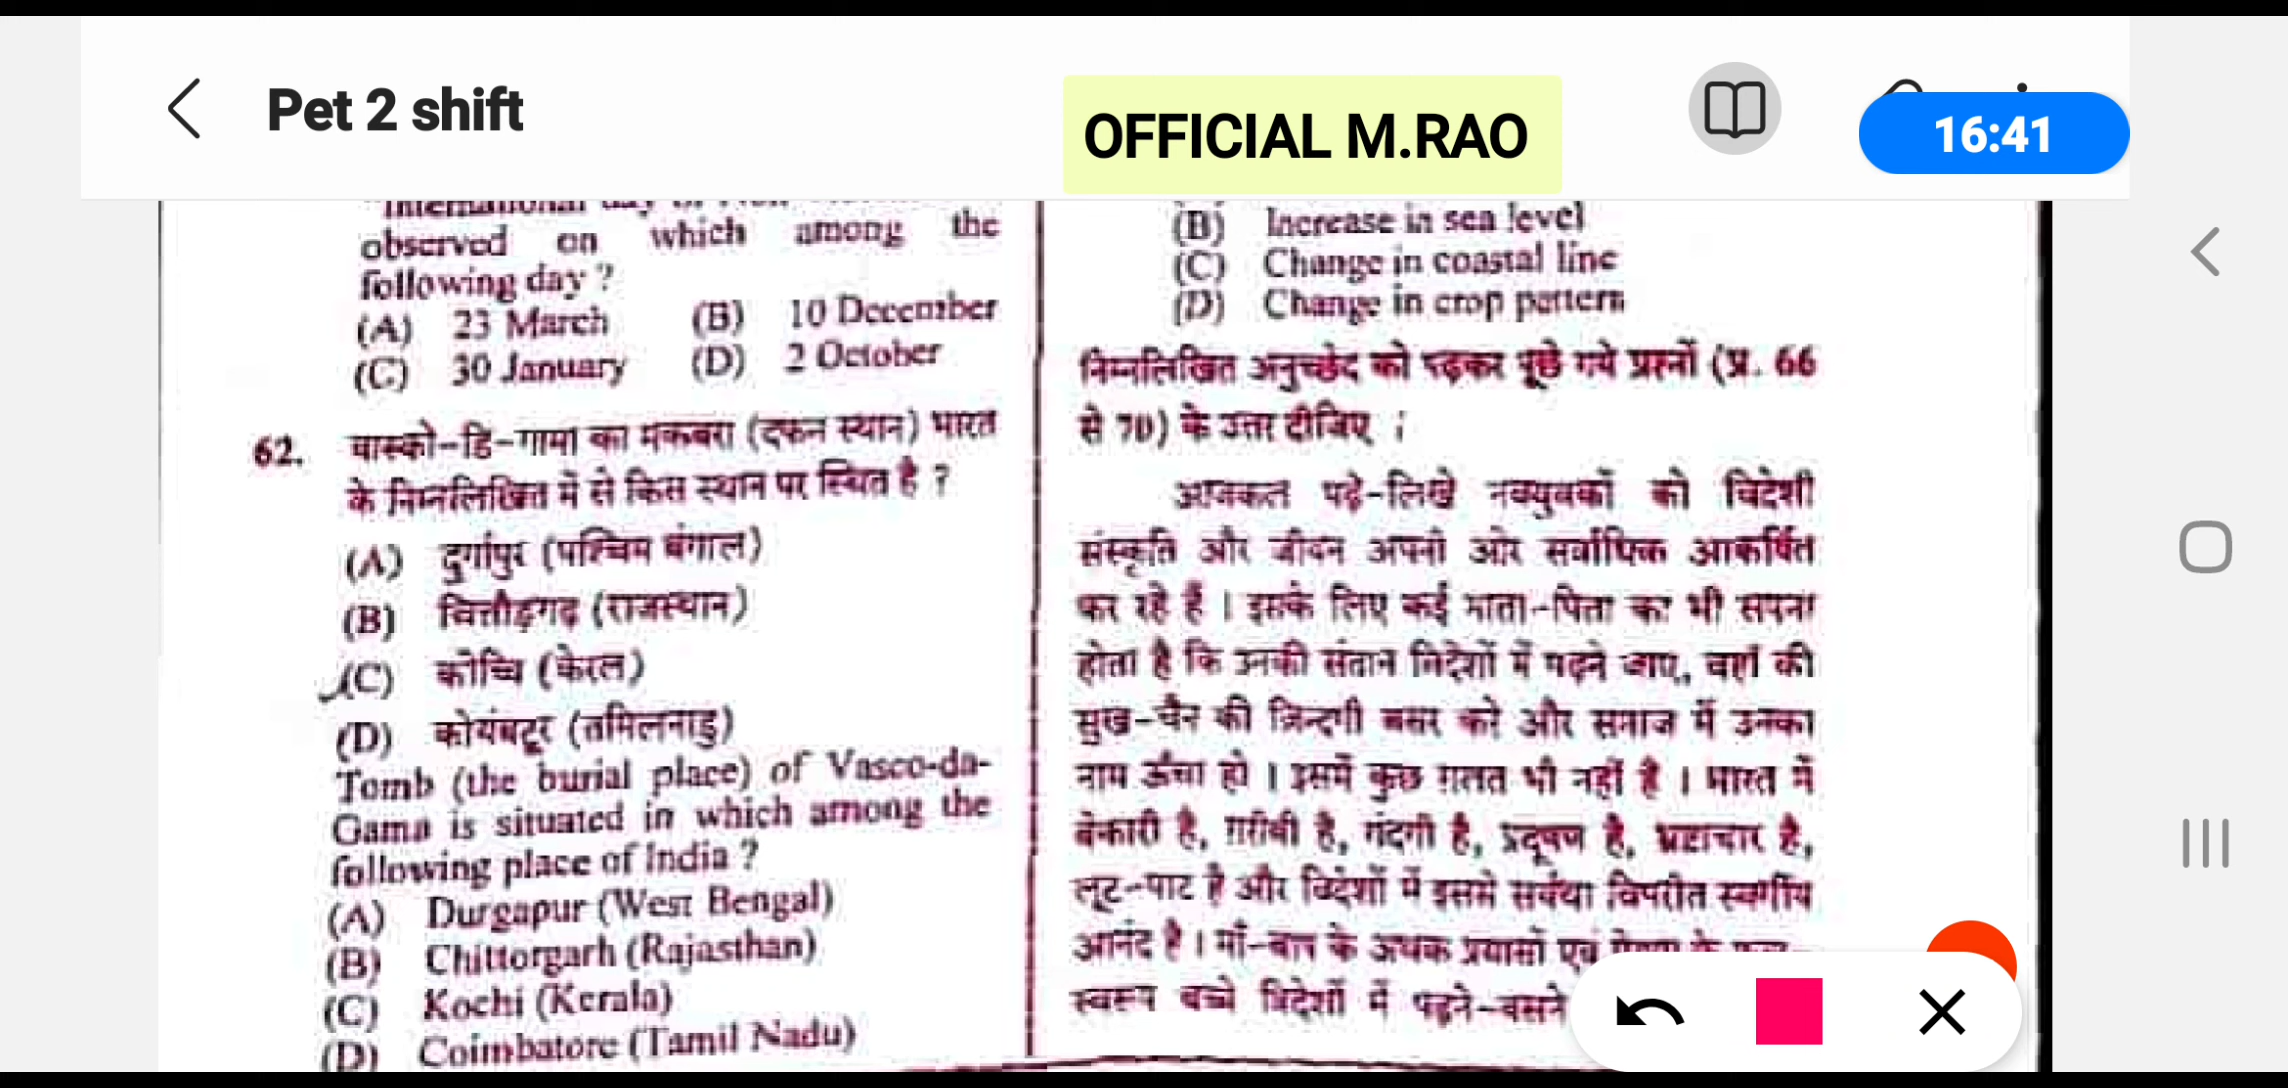 Pet 2 shift
OFFICIAL M.RAO
16:41
observed on which among the
following day ?
(A) 23 March (B) 10 December
(C) 30 January (D) 2 October
62. वास्को-डि-गामा का मकबरा (दफन स्थान) भारत
के निम्नलिखित में से किस स्थान पर स्थित है ?
(A) दुर्गापुर (पश्चिम बंगाल)
(B) चित्तौड़गढ़ (राजस्थान)
(C) कोच्चि (केरल)
(D) कोयंबटूर (तमिलनाडु)
Tomb (the burial place) of Vasco-da-
Gama is situated in which among the
following place of India ?
(A) Durgapur (West Bengal)
(B) Chittorgarh (Rajasthan)
(C) Kochi (Kerala)
(D) Coimbatore (Tamil Nadu)
(B) Increase in sea level
(C) Change in coastal line
(D) Change in crop pattern
निम्नलिखित अनुच्छेद को पढ़कर पूछे गये प्रश्नों (प्र. 66
से 70) के उत्तर दीजिए :
आजकल पढ़े-लिखे नवयुवकों को विदेशी
संस्कृति और जीवन अपनी ओर सर्वाधिक आकर्षित
कर रहे हैं । इसके लिए कई माता-पिता का भी सपना
होता है कि उनकी संतान विदेशों में पढ़ने जाए, वहाँ की
सुख-चैन की ज़िन्दगी बसर करे और समाज में उनका
नाम ऊँचा हो । इसमें कुछ ग़लत भी नहीं है । भारत में
बेकारी है, ग़रीबी है, गंदगी है, प्रदूषण है, भ्रष्टाचार है,
लूट-पाट है और विदेशों में इससे सर्वथा विपरीत स्वर्गीय
आनंद है । माँ-बाप के अथक प्रयासों एवं
स्वरूप बच्चे विदेशों में पढ़ने-बसने